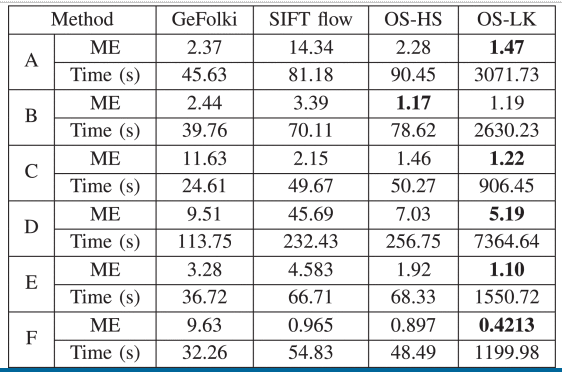 Method GeFolki SIFT flow OS-HS OS-LK
A ME 2.37 14.34 2.28 1.47
Time (s) 45.63 81.18 90.45 3071.73
B ME 2.44 3.39 1.17 1.19
Time (s) 39.76 70.11 78.62 2630.23
C ME 11.63 2.15 1.46 1.22
Time (s) 24.61 49.67 50.27 906.45
D ME 9.51 45.69 7.03 5.19
Time (s) 113.75 232.43 256.75 7364.64
E ME 3.28 4.583 1.92 1.10
Time (s) 36.72 66.71 68.33 1550.72
F ME 9.63 0.965 0.897 0.4213
Time (s) 32.26 54.83 48.49 1199.98